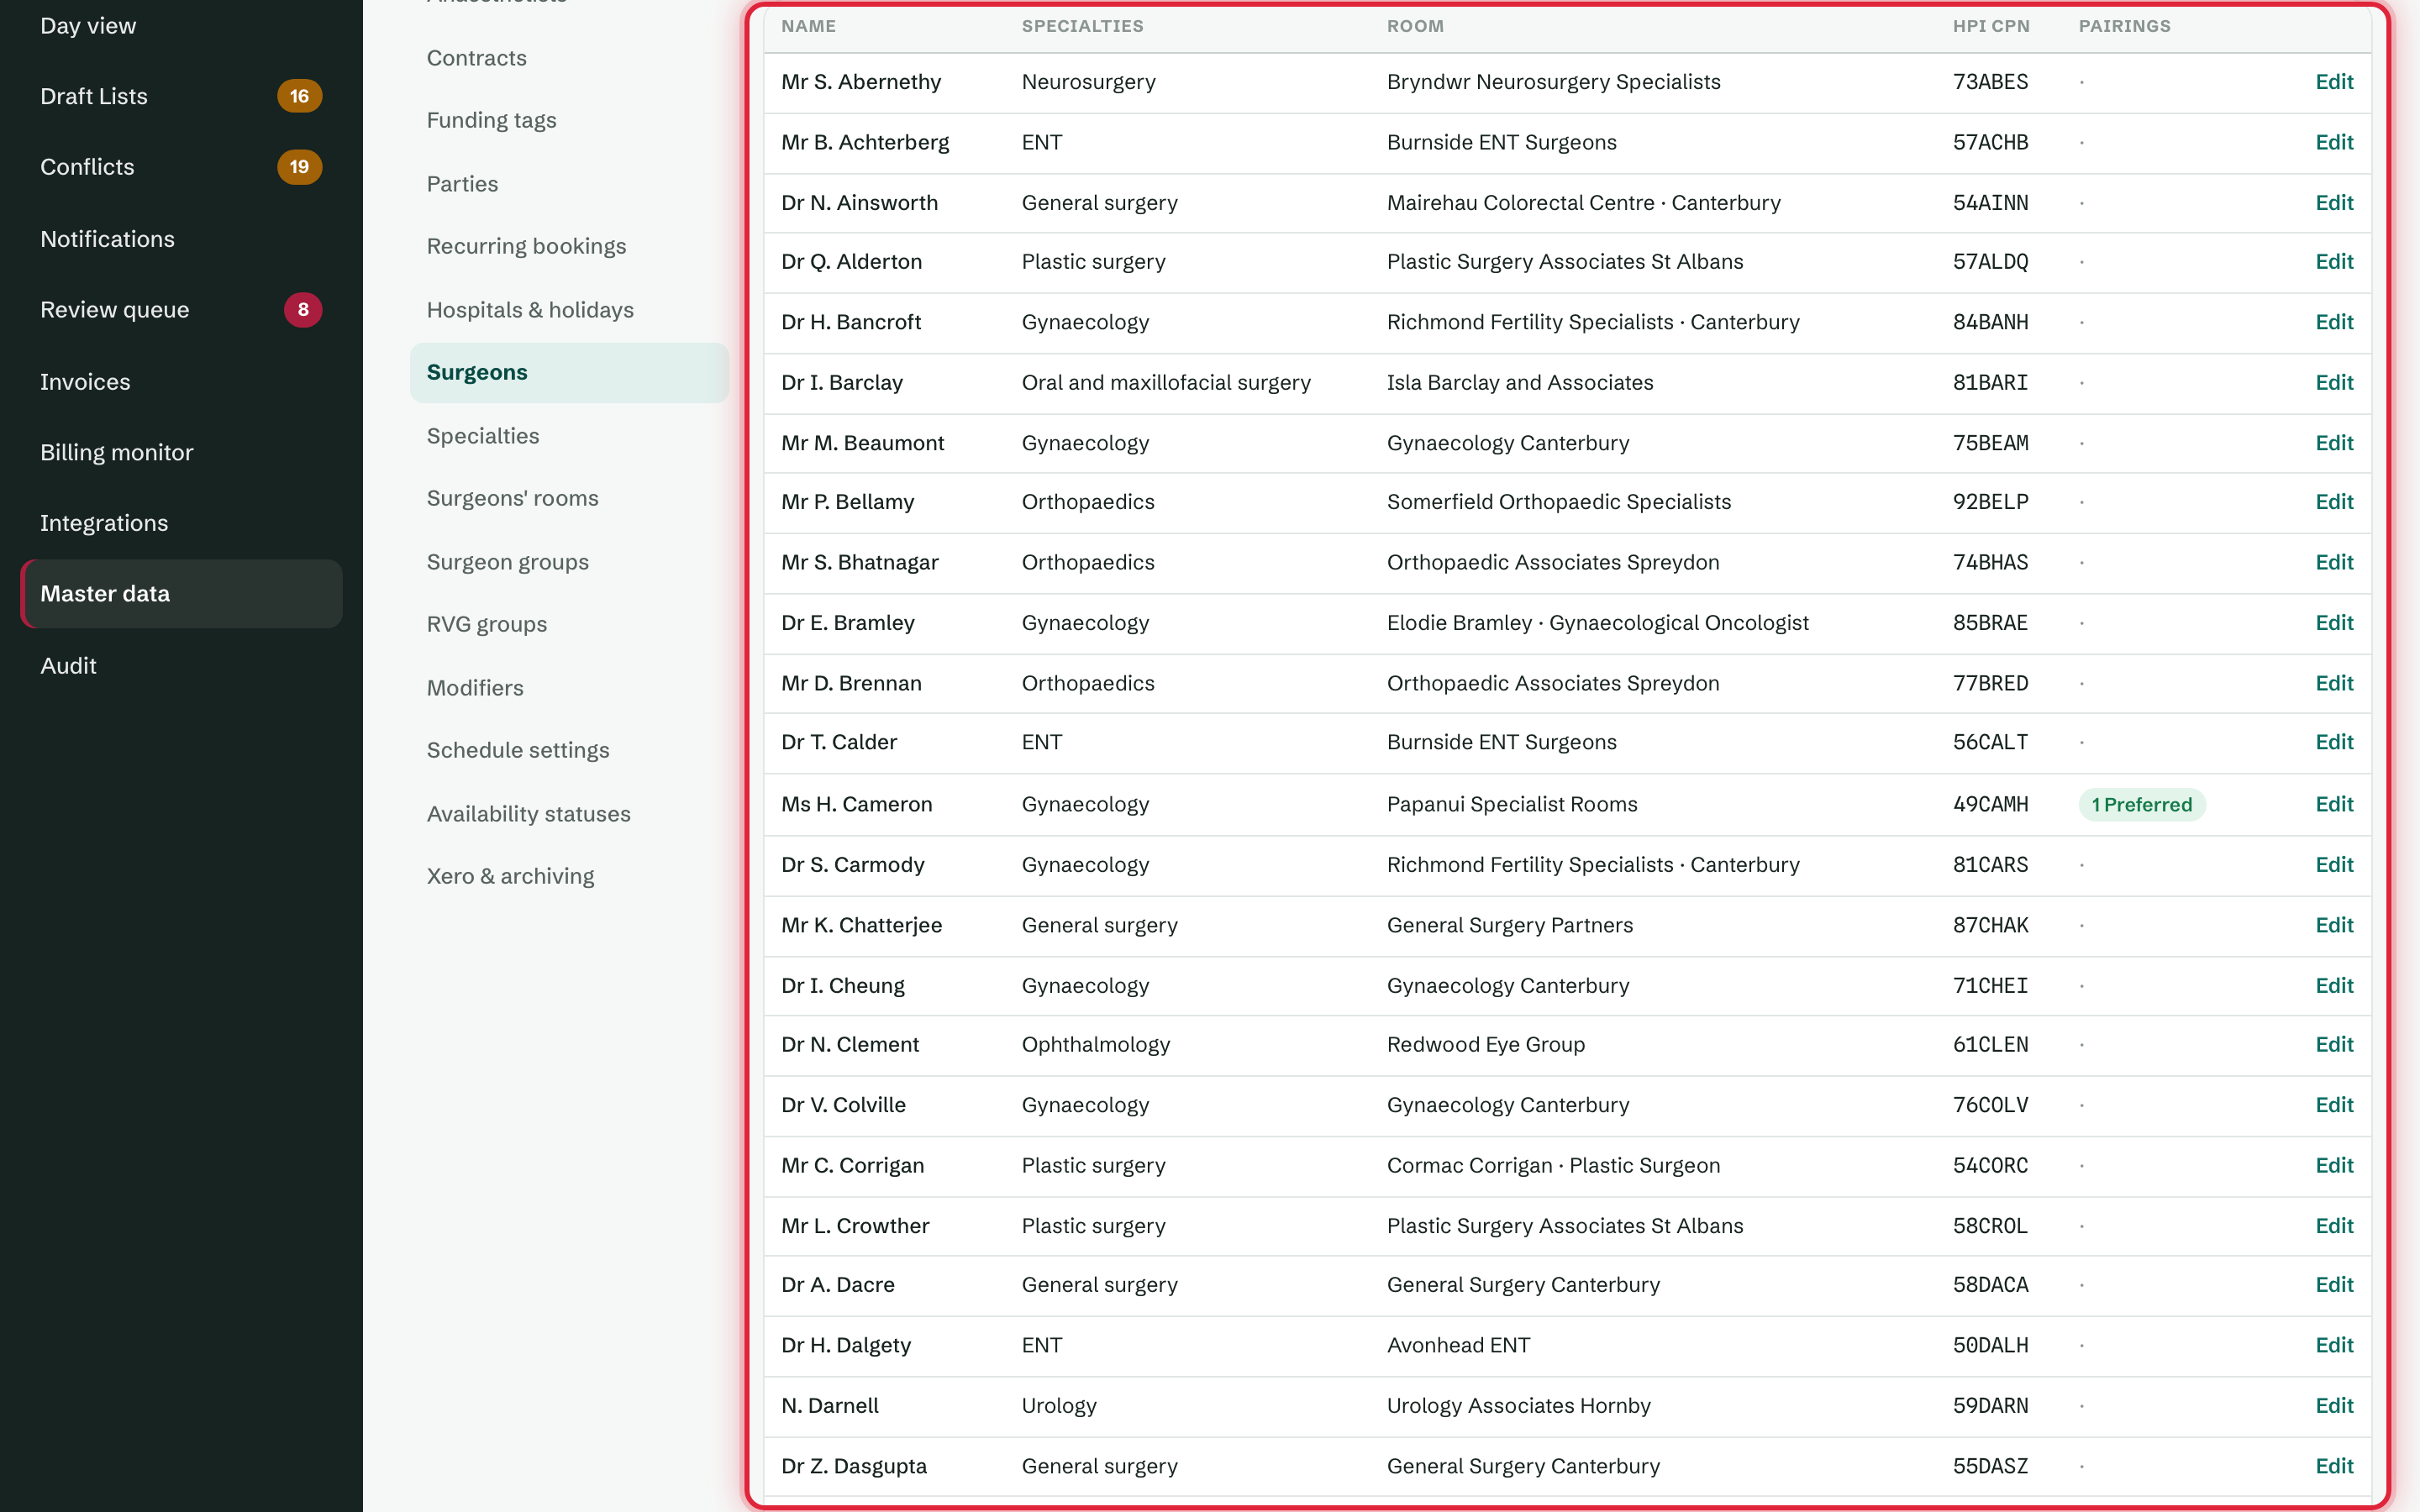 Day view
Draft Lists 16
Conflicts 19
Notifications
Review queue 8
Invoices
Billing monitor
Integrations
Master data
Audit
Contracts
Funding tags
Parties
Recurring bookings
Hospitals & holidays
Surgeons
Specialties
Surgeons' rooms
Surgeon groups
RVG groups
Modifiers
Schedule settings
Availability statuses
Xero & archiving
NAME SPECIALTIES ROOM HPI CPN PAIRINGS
Mr S. Abernethy Neurosurgery Bryndwr Neurosurgery Specialists 73ABES · Edit
Mr B. Achterberg ENT Burnside ENT Surgeons 57ACHB · Edit
Dr N. Ainsworth General surgery Mairehau Colorectal Centre · Canterbury 54AINN · Edit
Dr Q. Alderton Plastic surgery Plastic Surgery Associates St Albans 57ALDQ · Edit
Dr H. Bancroft Gynaecology Richmond Fertility Specialists · Canterbury 84BANH · Edit
Dr I. Barclay Oral and maxillofacial surgery Isla Barclay and Associates 81BARI · Edit
Mr M. Beaumont Gynaecology Gynaecology Canterbury 75BEAM · Edit
Mr P. Bellamy Orthopaedics Somerfield Orthopaedic Specialists 92BELP · Edit
Mr S. Bhatnagar Orthopaedics Orthopaedic Associates Spreydon 74BHAS · Edit
Dr E. Bramley Gynaecology Elodie Bramley · Gynaecological Oncologist 85BRAE · Edit
Mr D. Brennan Orthopaedics Orthopaedic Associates Spreydon 77BRED · Edit
Dr T. Calder ENT Burnside ENT Surgeons 56CALT · Edit
Ms H. Cameron Gynaecology Papanui Specialist Rooms 49CAMH 1 Preferred Edit
Dr S. Carmody Gynaecology Richmond Fertility Specialists · Canterbury 81CARS · Edit
Mr K. Chatterjee General surgery General Surgery Partners 87CHAK · Edit
Dr I. Cheung Gynaecology Gynaecology Canterbury 71CHEI · Edit
Dr N. Clement Ophthalmology Redwood Eye Group 61CLEN · Edit
Dr V. Colville Gynaecology Gynaecology Canterbury 76COLV · Edit
Mr C. Corrigan Plastic surgery Cormac Corrigan · Plastic Surgeon 54CORC · Edit
Mr L. Crowther Plastic surgery Plastic Surgery Associates St Albans 58CROL · Edit
Dr A. Dacre General surgery General Surgery Canterbury 58DACA · Edit
Dr H. Dalgety ENT Avonhead ENT 50DALH · Edit
N. Darnell Urology Urology Associates Hornby 59DARN · Edit
Dr Z. Dasgupta General surgery General Surgery Canterbury 55DASZ · Edit